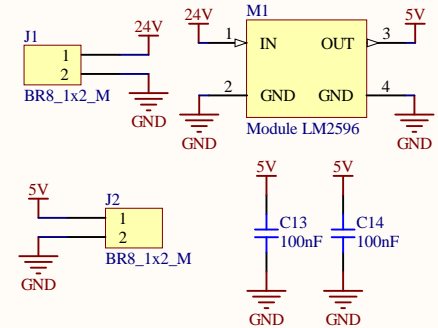 J1
1
2
BR8_1x2_M
24V
GND
24V
M1
1
IN
OUT
3
5V
2
GND
GND
4
Module LM2596
GND
GND
5V
J2
1
2
BR8_1x2_M
GND
5V
C13
100nF
GND
5V
C14
100nF
GND